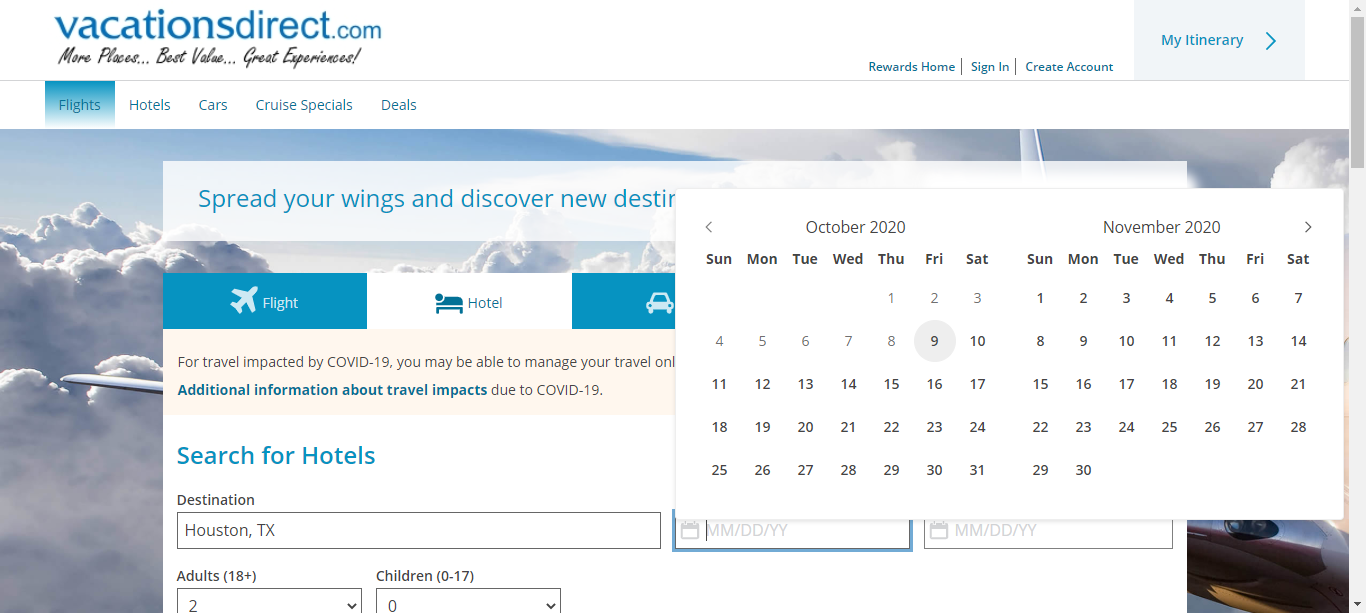 vacationsdirect.com
More Places... Best Value... Great Experiences!
My Itinerary
Rewards Home
Sign In
Create Account
Flights
Hotels
Cars
Cruise Specials
Deals
Spread your wings and discover new
October 2020
November 2020
Sun Mon Tue Wed Thu Fri Sat
1 2 3
4 5 6 7 8 9 10
11 12 13 14 15 16 17
18 19 20 21 22 23 24
25 26 27 28 29 30 31
Sun Mon Tue Wed Thu Fri Sat
1 2 3 4 5 6 7
8 9 10 11 12 13 14
15 16 17 18 19 20 21
22 23 24 25 26 27 28
29 30
Flight
Hotel
For travel impacted by COVID-19, you may be able to manage your travel
Additional information about travel impacts due to COVID-19.
Search for Hotels
Destination
Houston, TX
MM/DD/YY
MM/DD/YY
Adults (18+)
Children (0-17)
2
0